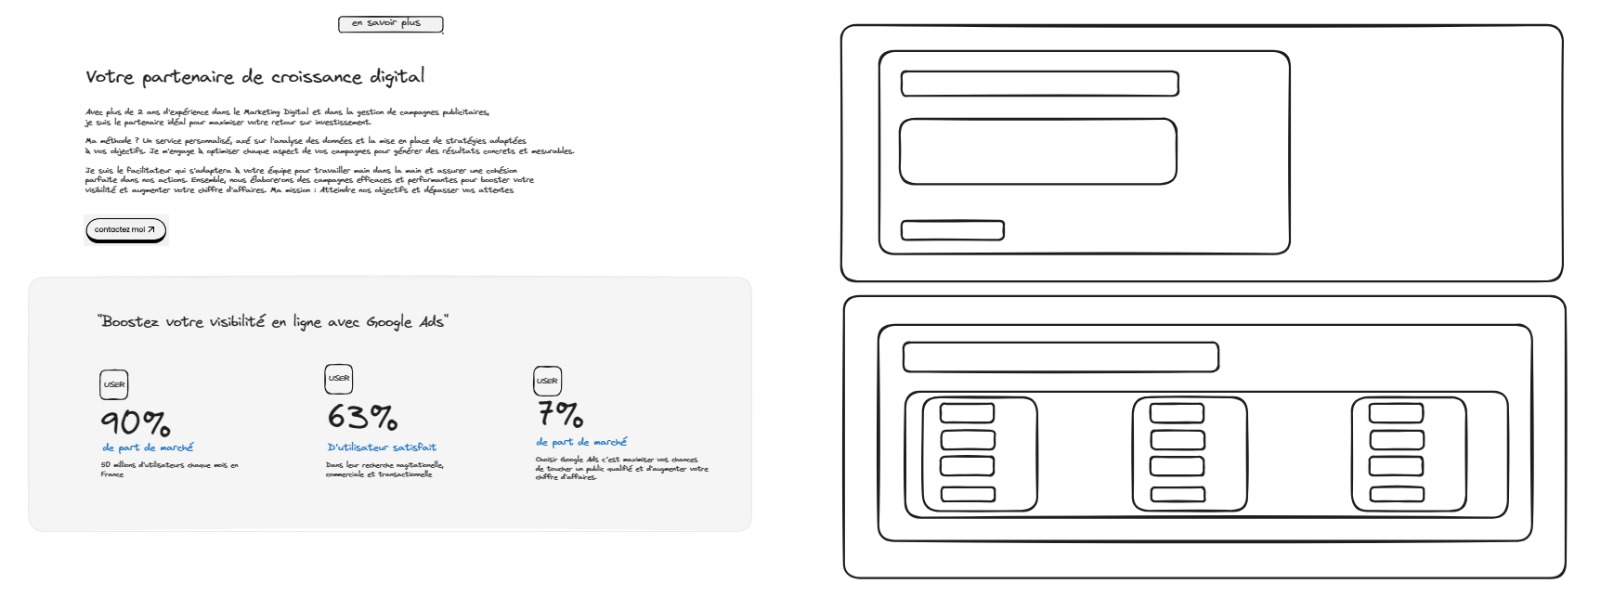 en savoir plus
Votre partenaire de croissance digital
Avec plus de 2 ans d'expérience dans le Marketing Digital et dans la gestion de campagnes publicitaires,
je suis le partenaire idéal pour maximiser votre retour sur investissement.
Ma méthode ? Un service personnalisé, axé sur l'analyse des données et la mise en place de stratégies adaptées
à vos objectifs. Je m'engage à optimiser chaque aspect de vos campagnes pour générer des résultats concrets et mesurables.
Je suis le facilitateur qui s'adaptera à votre équipe pour travailler main dans la main et assurer une cohésion
parfaite dans nos actions. Ensemble, nous élaborerons des campagnes efficaces et performantes pour booster votre
visibilité et augmenter votre chiffre d'affaires. Ma mission : Atteindre nos objectifs et dépasser vos attentes
contactez moi ↗
"Boostez votre visibilité en ligne avec Google Ads"
USER
90%
de part de marché
50 millions d'utilisateurs chaque mois en
France
USER
63%
D'utilisateur satisfait
Dans leur recherche nagitationelle,
commerciale et transactionnelle
USER
7%
de part de marché
Choisir Google Ads c'est maximiser vos chances
de toucher un public qualifié et d'augmenter votre
chiffre d'affaires.